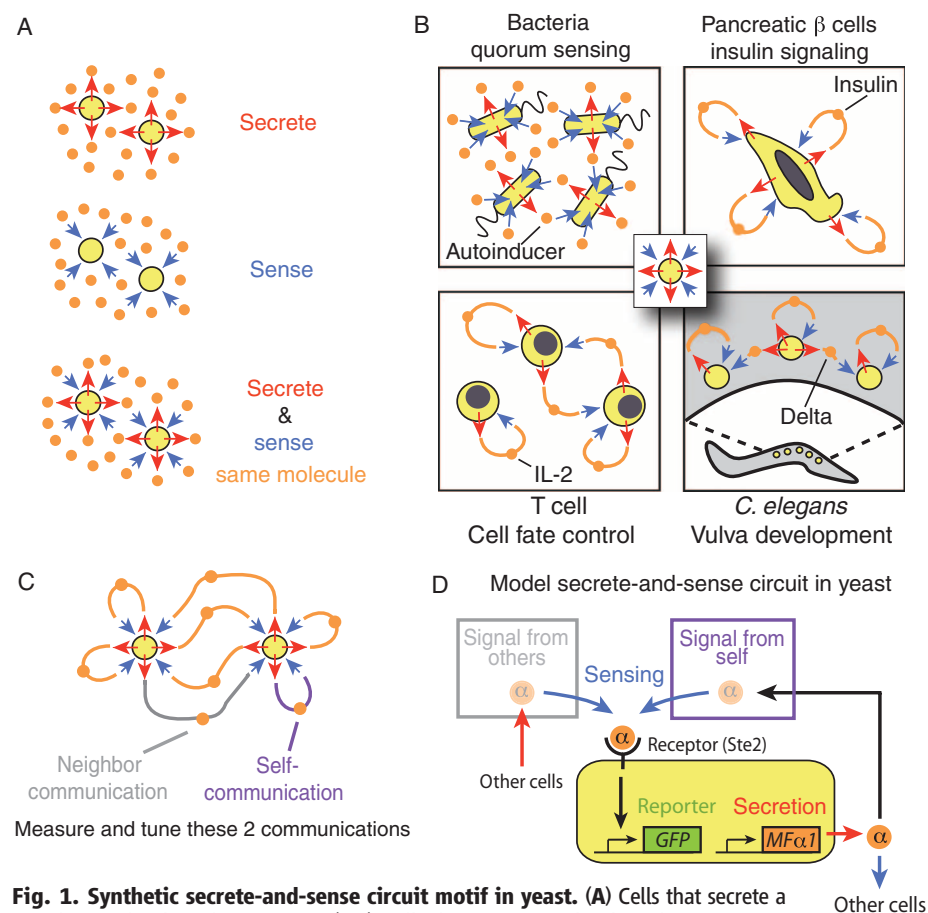 A
Secrete
Sense
Secrete
&
sense
same molecule
B
Bacteria
quorum sensing
Pancreatic β cells
insulin signaling
Autoinducer
Insulin
IL-2
Delta
T cell
Cell fate control
C. elegans
Vulva development
C
Neighbor
communication
Self-
communication
Measure and tune these 2 communications
D
Model secrete-and-sense circuit in yeast
Signal from
others
Signal from
self
Sensing
α
α
α
Receptor (Ste2)
Other cells
Reporter
Secretion
GFP
MFα1
α
Other cells
Fig. 1. Synthetic secrete-and-sense circuit motif in yeast. (A) Cells that secrete a